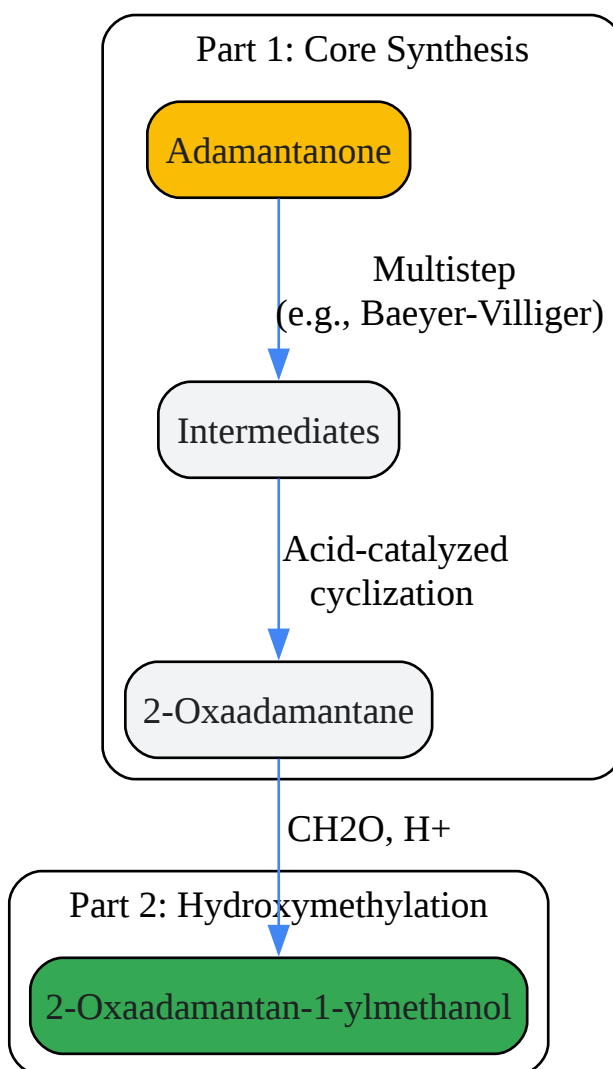 Part 1: Core Synthesis
Adamantanone
Multistep
(e.g., Baeyer-Villiger)
Intermediates
Acid-catalyzed
cyclization
2-Oxaadamantane
CH2O, H+
Part 2: Hydroxymethylation
2-Oxaadamantan-1-ylmethanol